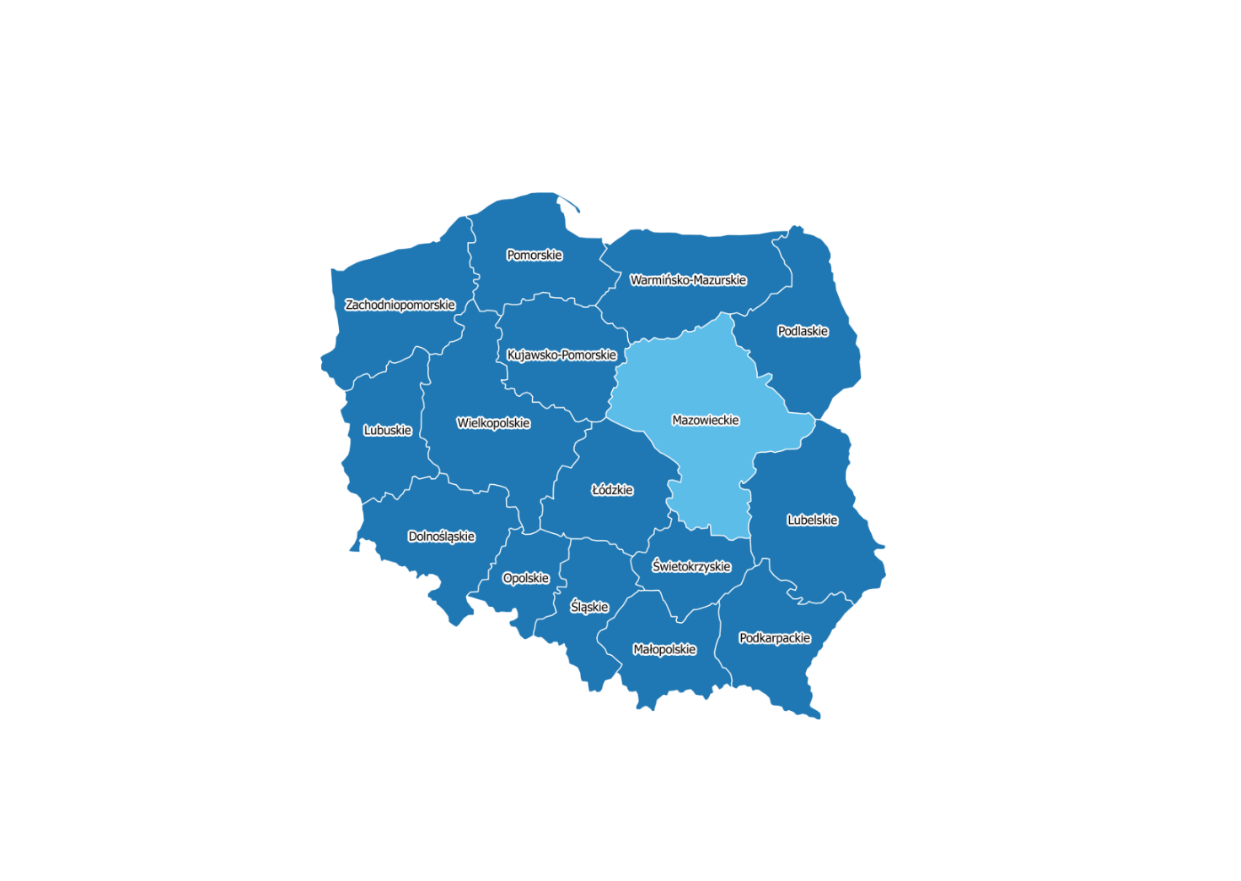 Pomorskie
Warmińsko-Mazurskie
Zachodniopomorskie
Podlaskie
Kujawsko-Pomorskie
Mazowieckie
Wielkopolskie
Lubuskie
Łódzkie
Lubelskie
Dolnośląskie
Świetokrzyskie
Opolskie
Śląskie
Podkarpackie
Małopolskie